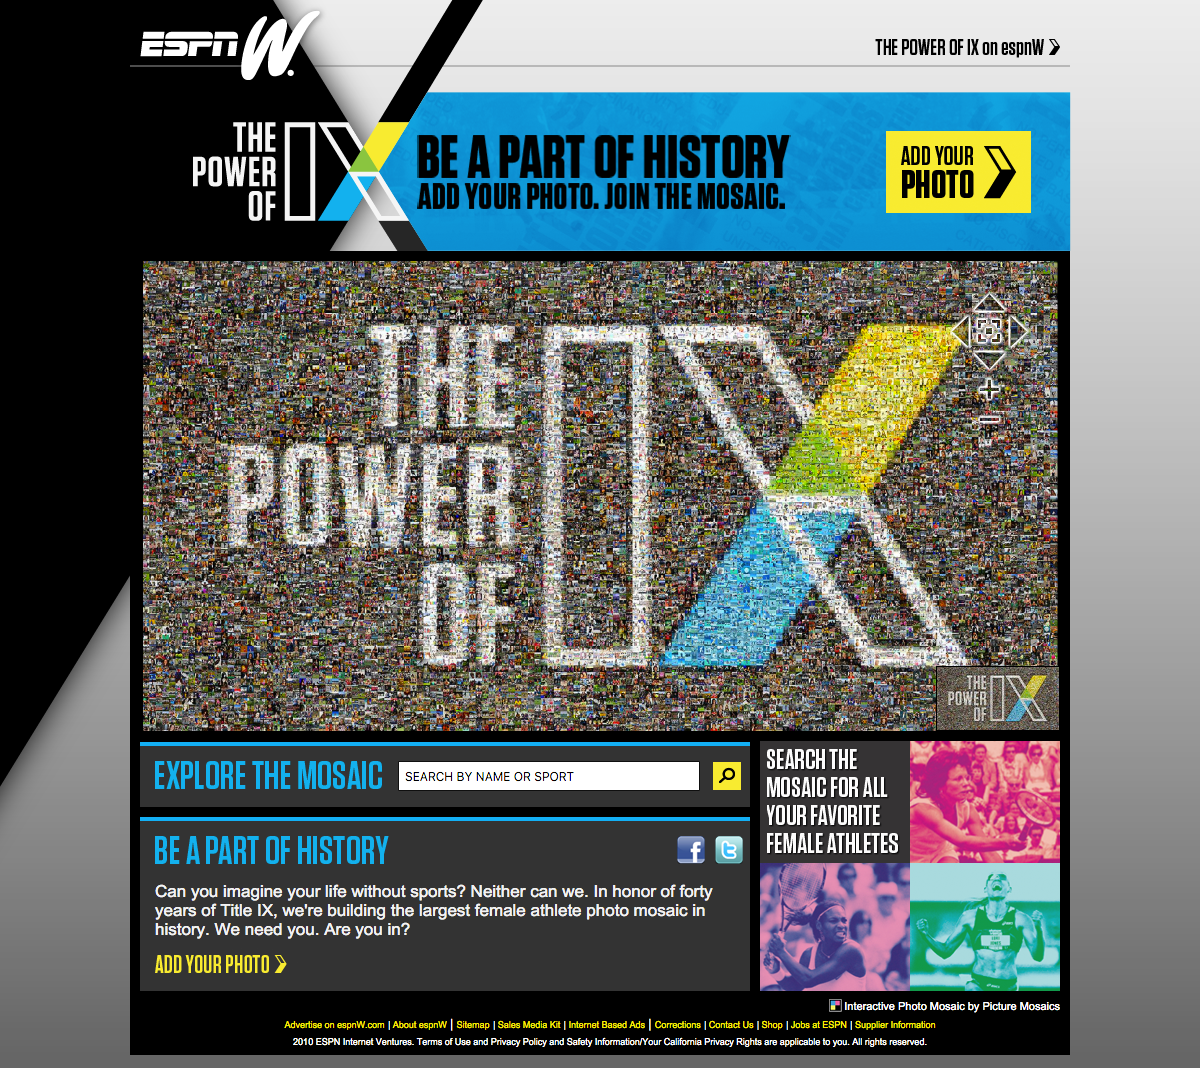 ESPN W.
THE POWER OF IX on espnW
THE
POWER
OF
IX
BE A PART OF HISTORY
ADD YOUR PHOTO. JOIN THE MOSAIC.
ADD YOUR
PHOTO
THE
POWER
OF
IX
THE
POWER
OF
IX
EXPLORE THE MOSAIC
SEARCH BY NAME OR SPORT
SEARCH THE
MOSAIC FOR ALL
YOUR FAVORITE
FEMALE ATHLETES
BE A PART OF HISTORY
f
t
Can you imagine your life without sports? Neither can we. In honor of forty
years of Title IX, we're building the largest female athlete photo mosaic in
history. We need you. Are you in?
ADD YOUR PHOTO
Interactive Photo Mosaic by Picture Mosaics
Advertise on espnW.com | About espnW | Sitemap | Sales Media Kit | Internet Based Ads | Corrections | Contact Us | Shop | Jobs at ESPN | Supplier Information
2010 ESPN Internet Ventures. Terms of Use and Privacy Policy and Safety Information/Your California Privacy Rights are applicable to you. All rights reserved.